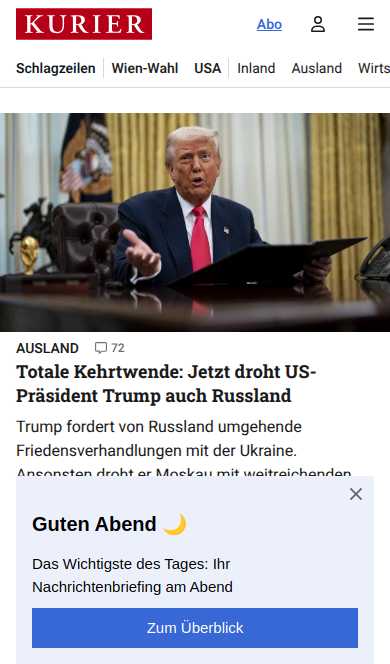 KURIER
Abo
Schlagzeilen Wien-Wahl USA Inland Ausland Wirts
AUSLAND 72
Totale Kehrtwende: Jetzt droht US-
Präsident Trump auch Russland
Trump fordert von Russland umgehende
Friedensverhandlungen mit der Ukraine.
Ansonsten droht er Moskau mit weitreichenden
Guten Abend 🌙
Das Wichtigste des Tages: Ihr
Nachrichtenbriefing am Abend
Zum Überblick